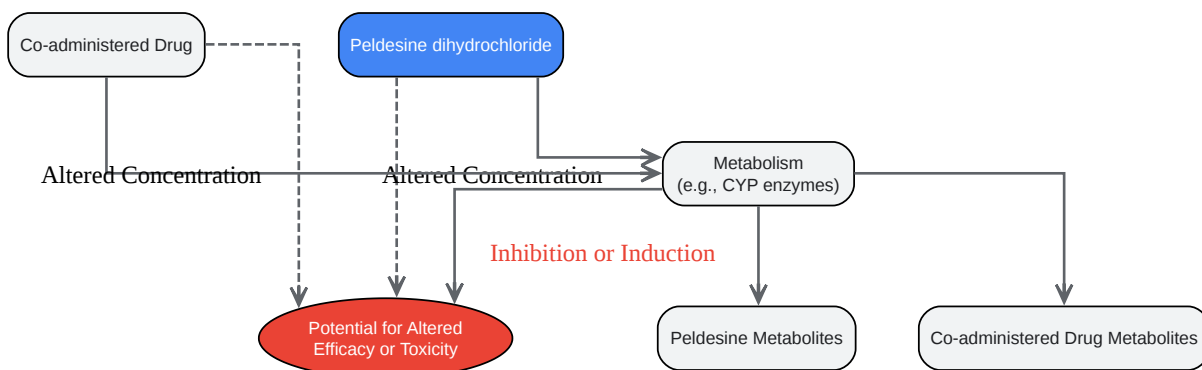 Co-administered Drug
Peldesine dihydrochloride
Altered Concentration
Altered Concentration
Metabolism
(e.g., CYP enzymes)
Inhibition or Induction
Potential for Altered
Efficacy or Toxicity
Peldesine Metabolites
Co-administered Drug Metabolites